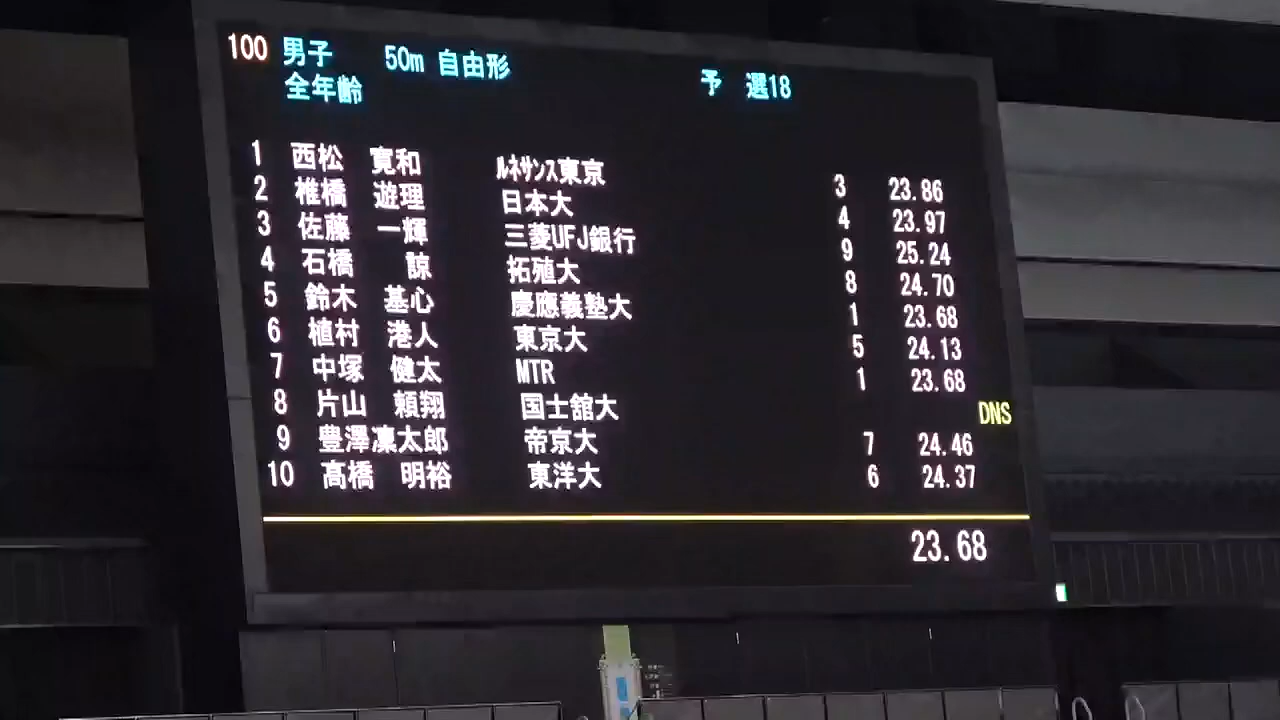 100 男子 50m 自由形 予 選18
全年齢
1 西松 寛和 ルネサンス東京 3 23.86
2 椎橋 遊理 日本大 4 23.97
3 佐藤 一輝 三菱UFJ銀行 9 25.24
4 石橋 諒 拓殖大 8 24.70
5 鈴木 基心 慶應義塾大 1 23.68
6 植村 港人 東京大 5 24.13
7 中塚 健太 MTR 1 23.68
8 片山 頼翔 国士舘大 DNS
9 豊澤凜太郎 帝京大 7 24.46
10 高橋 明裕 東洋大 6 24.37
23.68